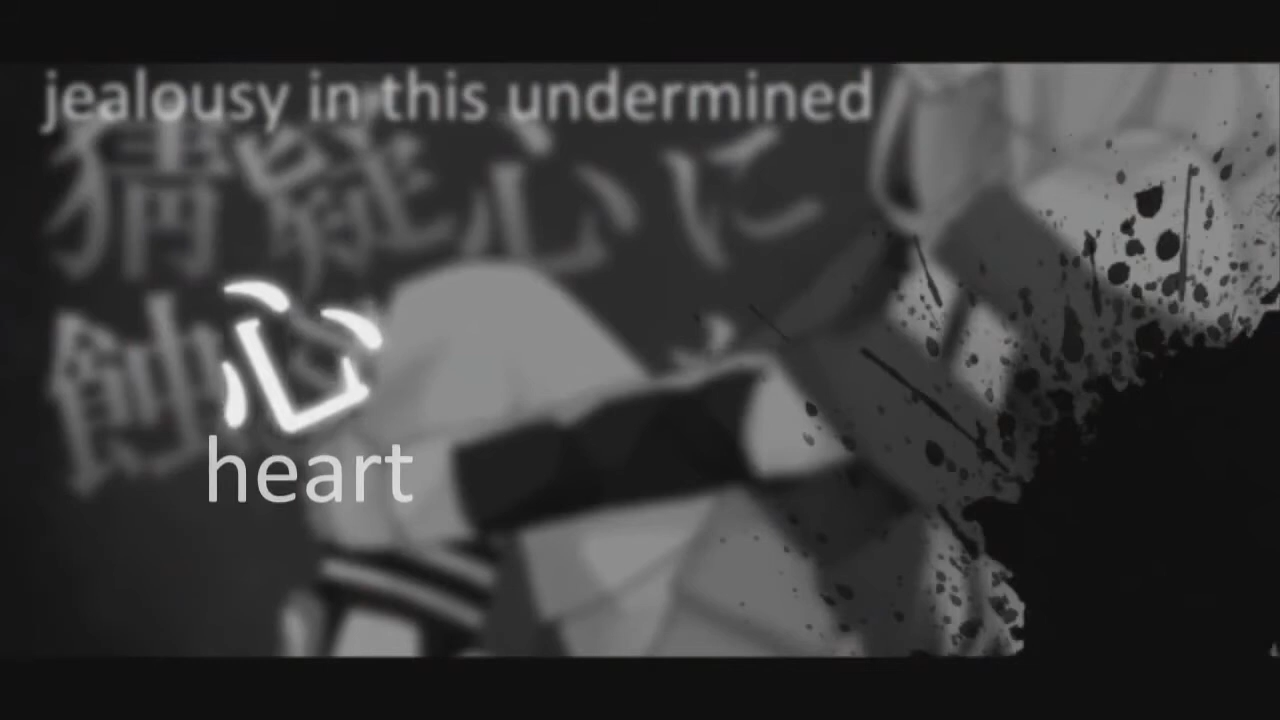 jealousy in this undermined
猜疑心に
蝕
心
heart